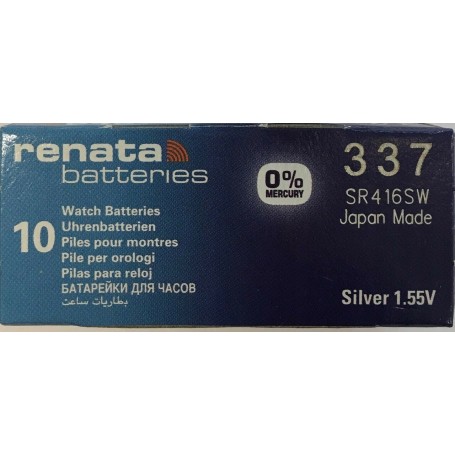 renata
batteries
10
Watch Batteries
Uhrenbatterien
Piles pour montres
Pile per orologi
Pilas para reloj
БАТАРЕЙКИ ДЛЯ ЧАСОВ
بطاريات ساعت
0%
MERCURY
337
SR416SW
Japan Made
Silver 1.55V